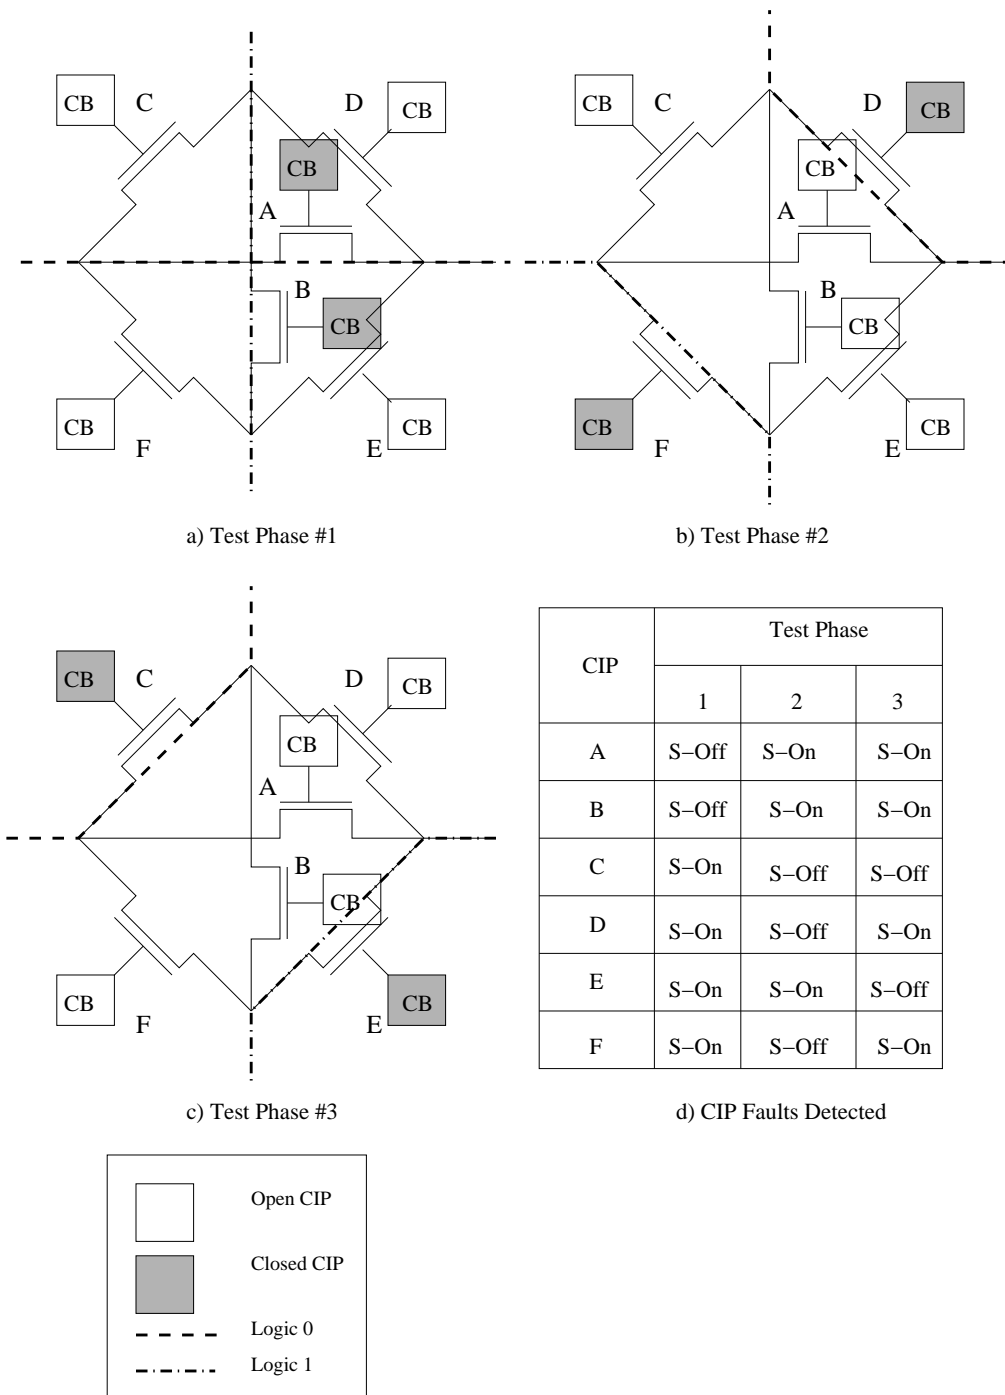 CB C D CB
CB
A
B
CB
CB F E CB
a) Test Phase #1
CB C D CB
CB
A
B
CB
CB F E CB
b) Test Phase #2
CB C D CB
CB
A
B
CB
CB F E CB
c) Test Phase #3
CIP Test Phase
1 2 3
A S−Off S−On S−On
B S−Off S−On S−On
C S−On S−Off S−Off
D S−On S−Off S−On
E S−On S−On S−Off
F S−On S−Off S−On
d) CIP Faults Detected
Open CIP
Closed CIP
Logic 0
Logic 1